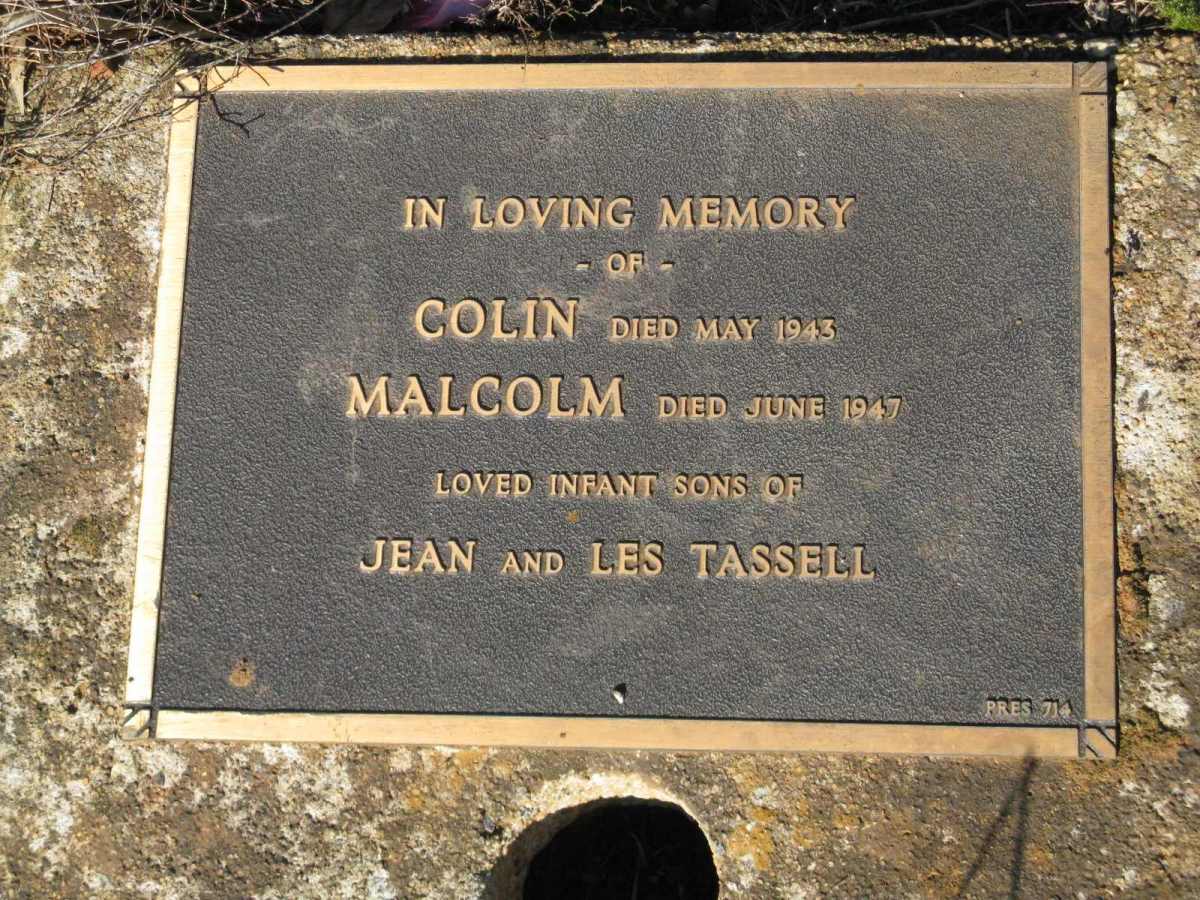 IN LOVING MEMORY
- OF -
COLIN DIED MAY 1943
MALCOLM DIED JUNE 1947
LOVED INFANT SONS OF
JEAN AND LES TASSELL
PRES 714